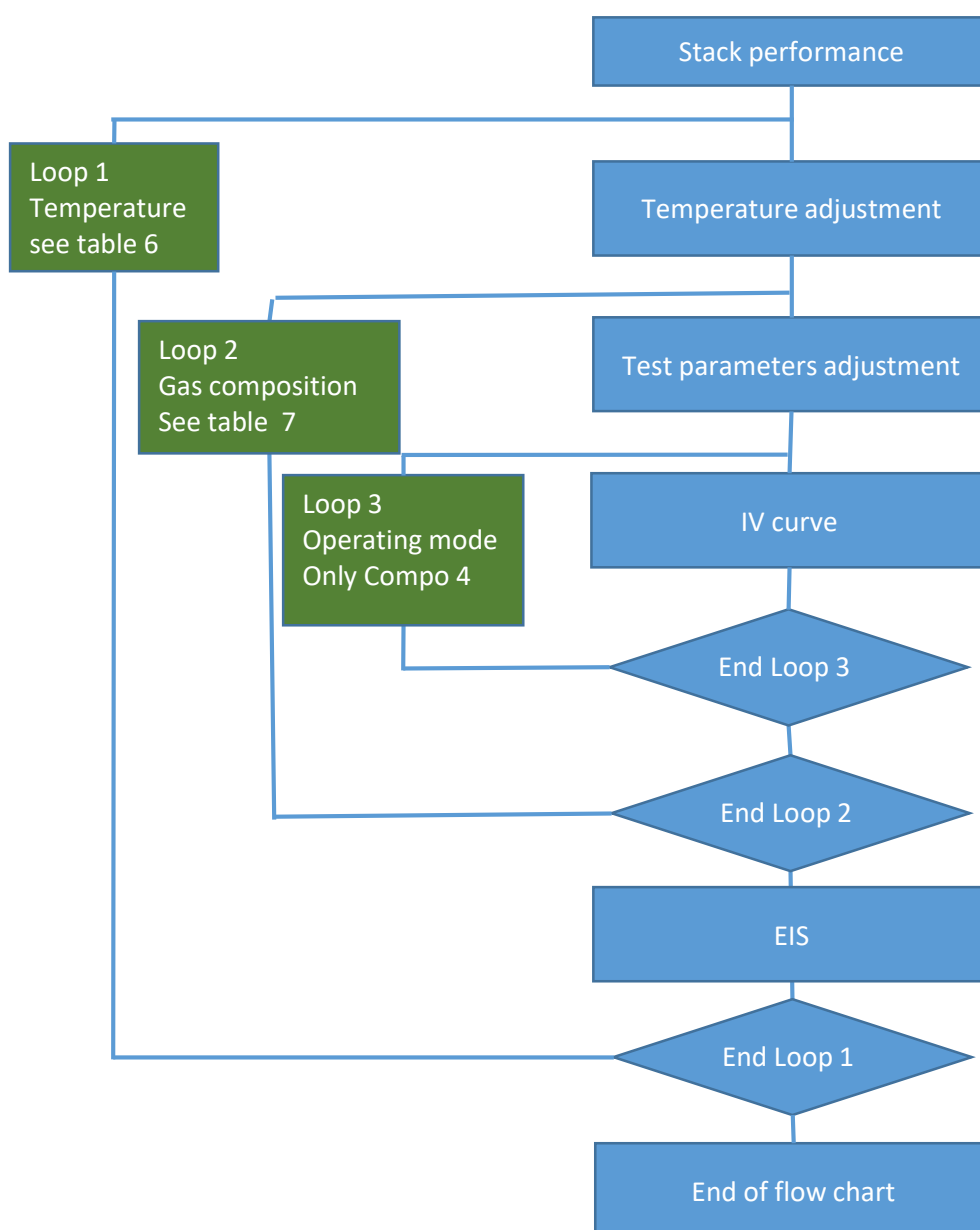 Stack performance
Loop 1
Temperature
see table 6
Temperature adjustment
Loop 2
Gas composition
See table  7
Test parameters adjustment
Loop 3
Operating mode
Only Compo 4
IV curve
End Loop 3
End Loop 2
EIS
End Loop 1
End of flow chart